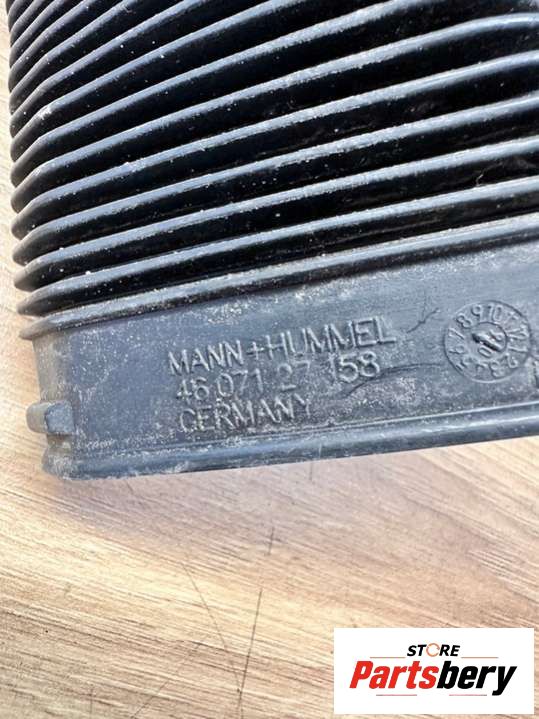 MANN+HUMMEL
46 071 27 158
GERMANY
STORE
Partsbery